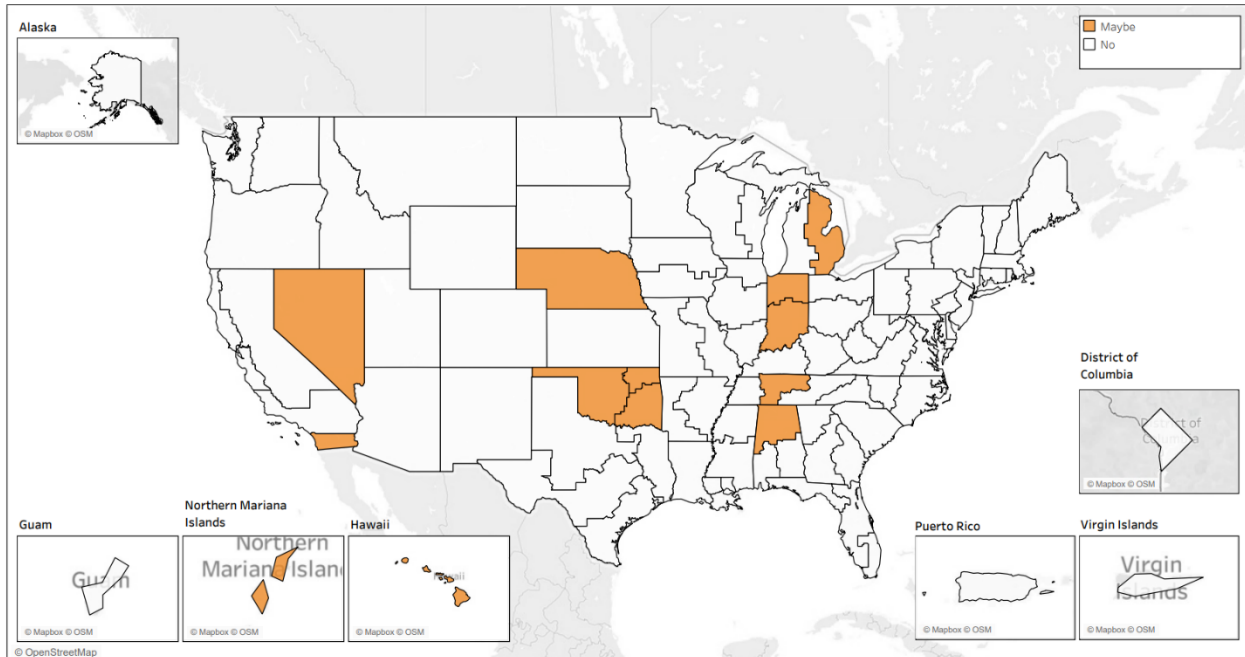 Alaska
© Mapbox © OSM
Maybe
No
District of
Columbia
District of
Columbia
© Mapbox © OSM
Guam
Guam
© Mapbox © OSM
Northern Mariana
Islands
Northern
Mariana Islan
© Mapbox © OSM
Hawaii
Hawaii
© Mapbox © OSM
Puerto Rico
© Mapbox © OSM
Virgin Islands
Virgin
Islands
© Mapbox © OSM
© OpenStreetMap